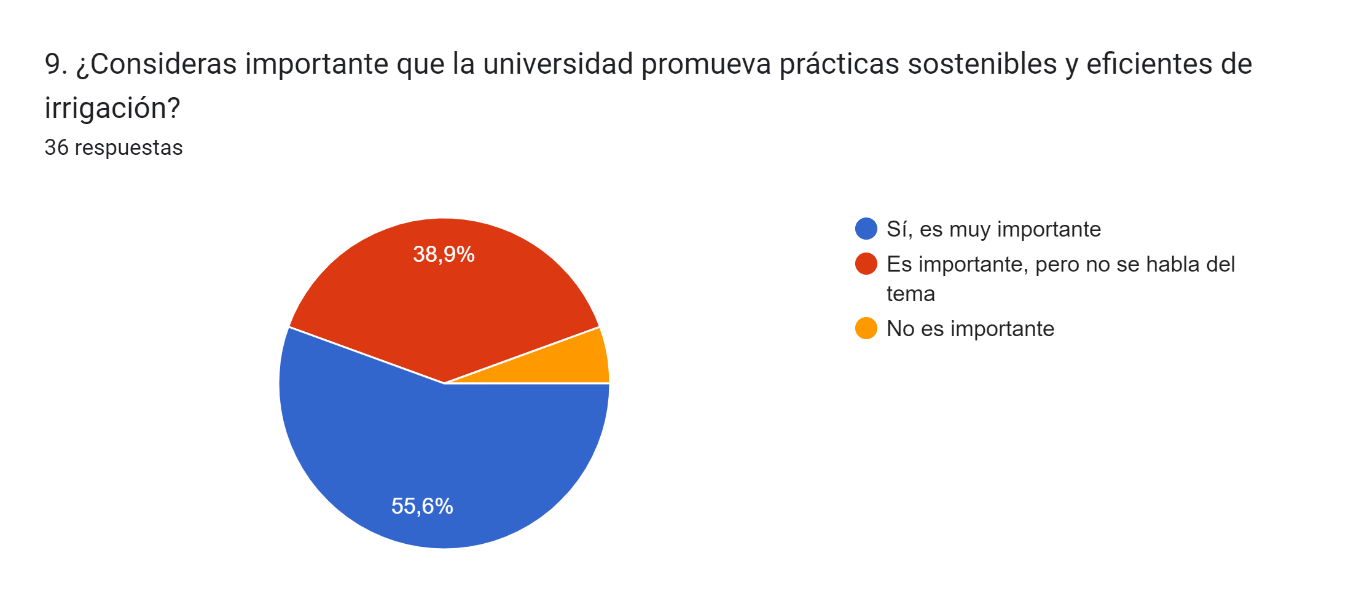 9. ¿Consideras importante que la universidad promueva prácticas sostenibles y eficientes de
irrigación?
36 respuestas
38,9%
55,6%
Sí, es muy importante
Es importante, pero no se habla del
tema
No es importante